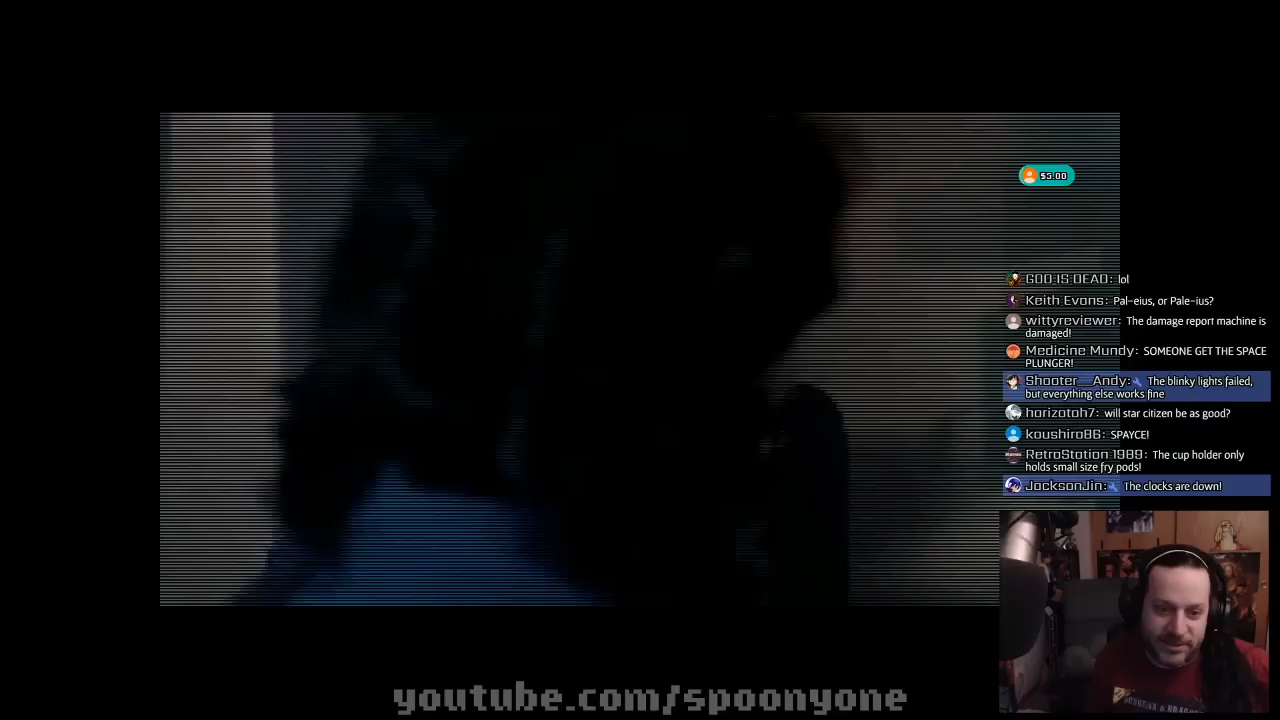 $5.00
GOD IS DEAD: lol
Keith Evans: Pal-eius, or Pale-ius?
wittyreviewer: The damage report machine is
damaged!
Medicine Mundy: SOMEONE GET THE SPACE
PLUNGER!
Shooter__Andy: The blinky lights failed,
but everything else works fine
horizotoh7: will star citizen be as good?
koushiro86: SPAYCE!
RetroStation 1989: The cup holder only
holds small size fry pods!
JacksonJin: The clocks are down!
youtube.com/spoonyone